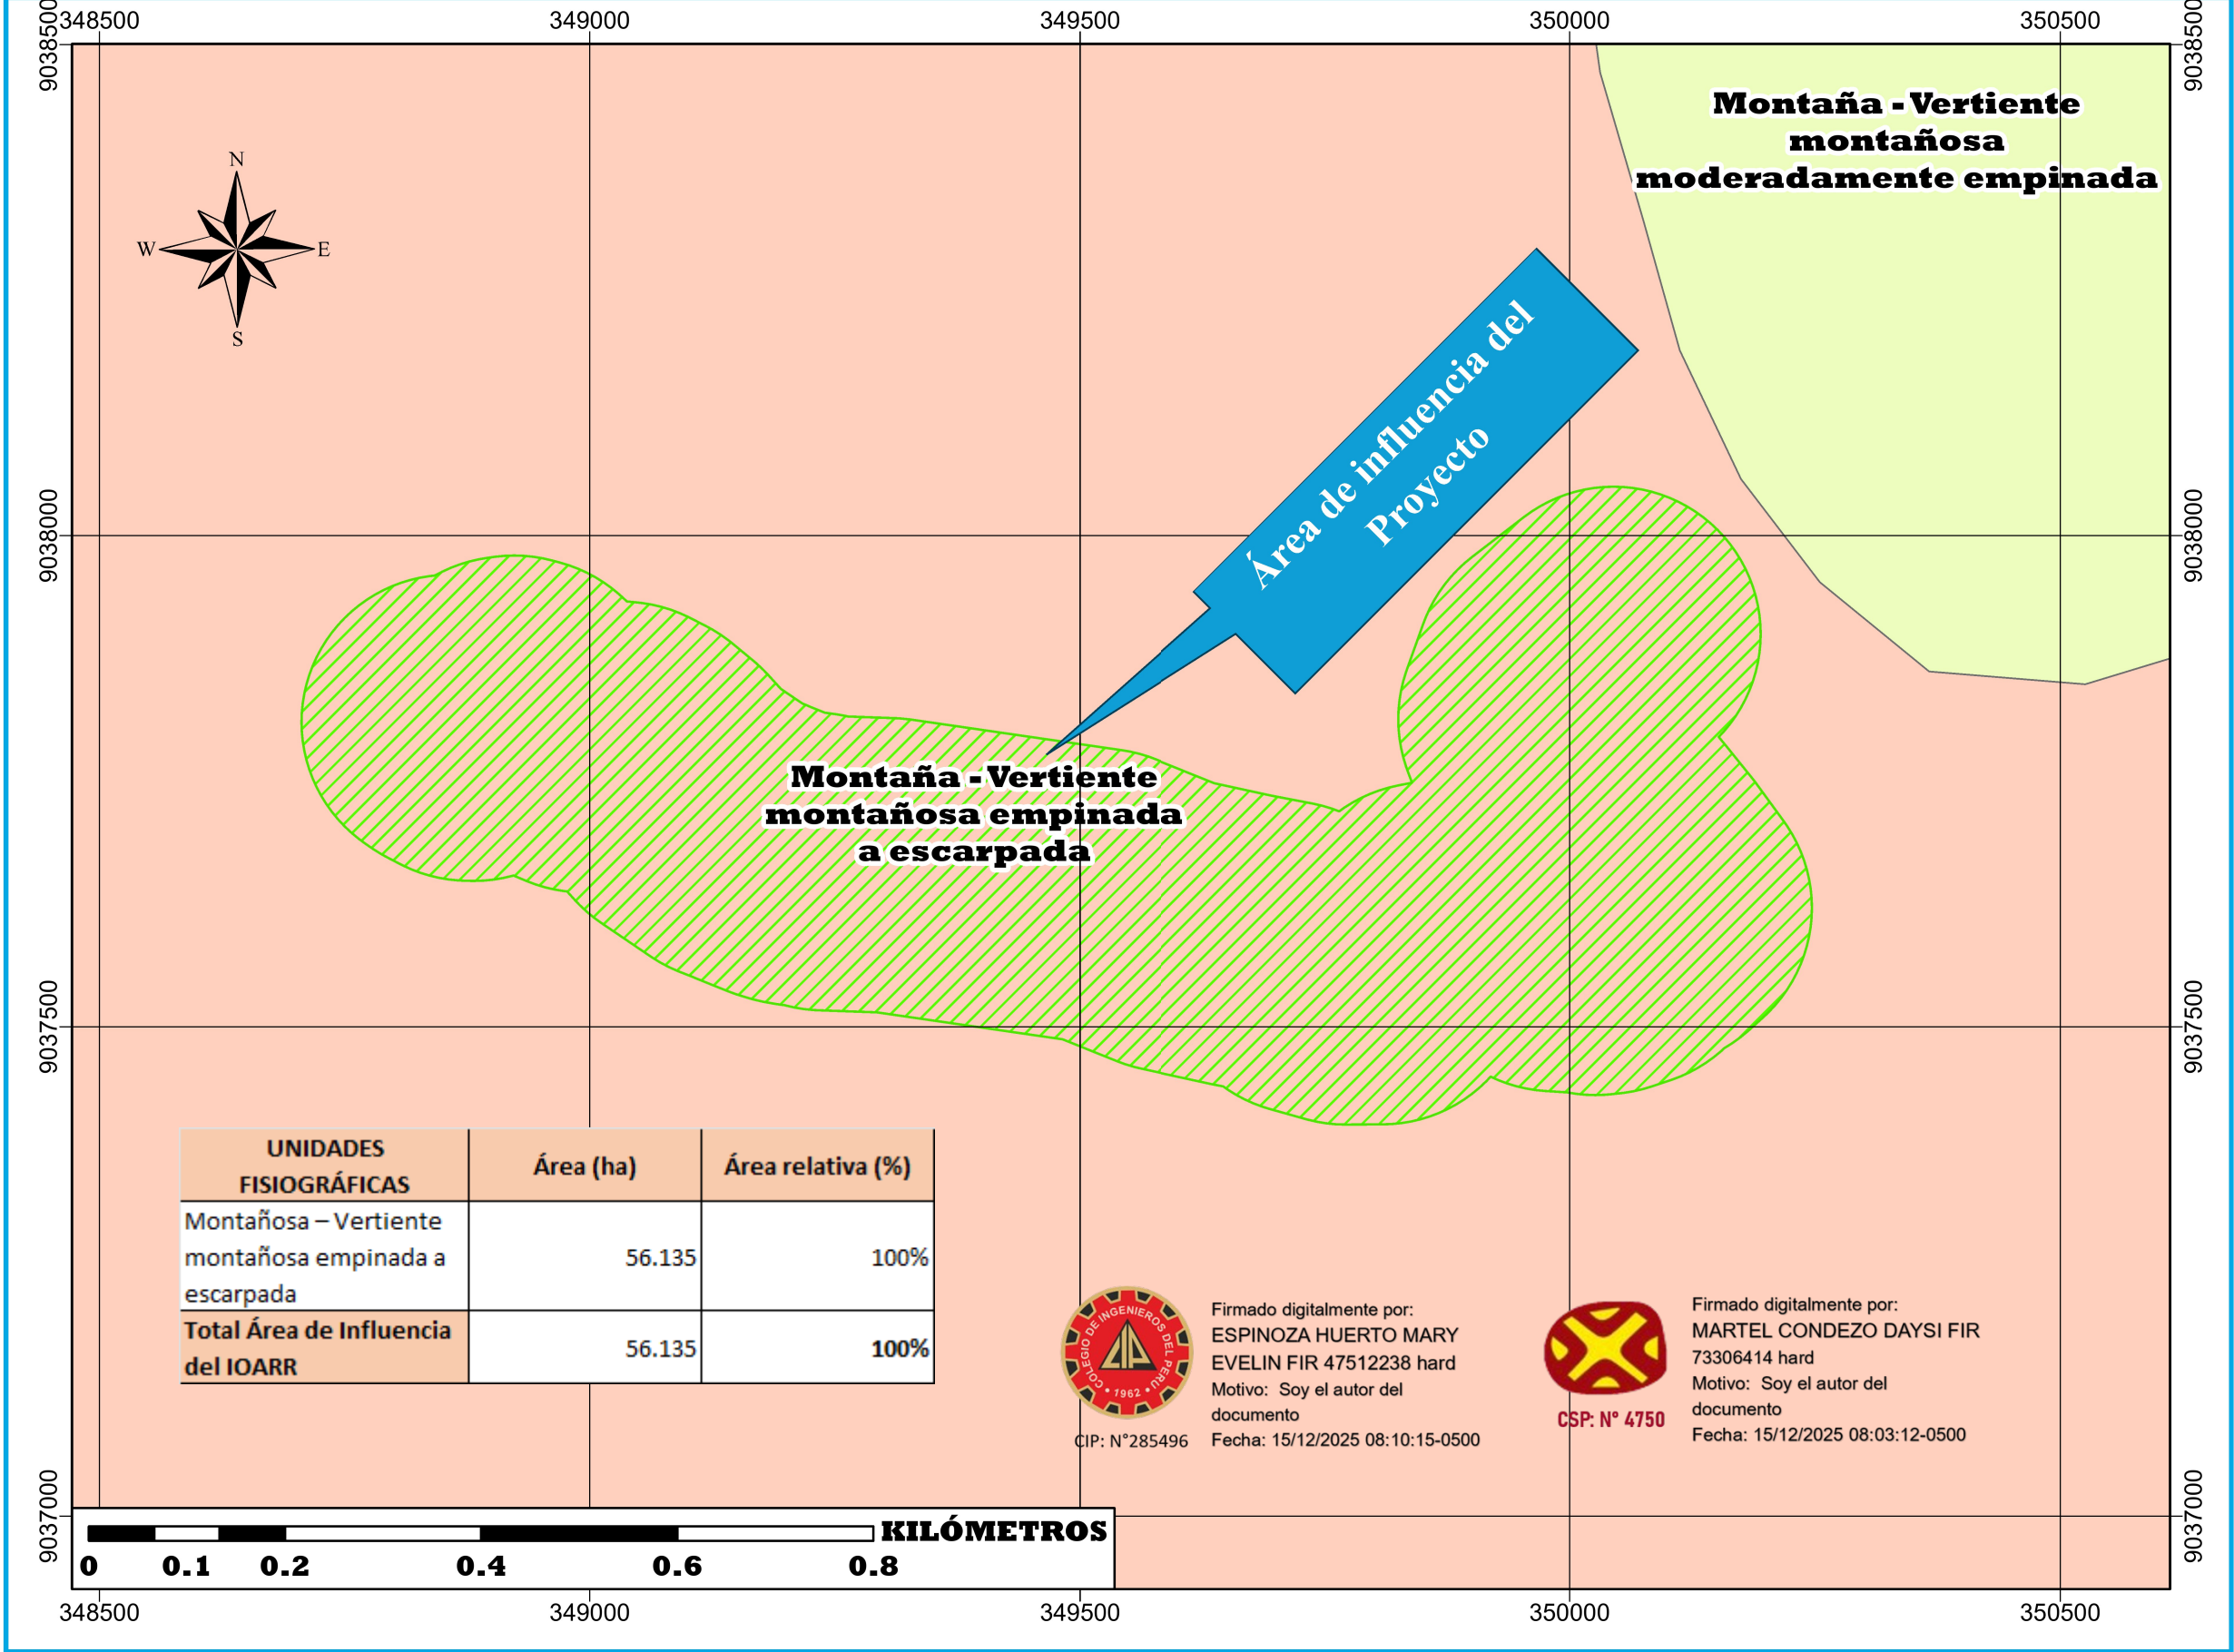 348500 349000 349500 350000 350500
9038500
9038500
Montaña - Vertiente
montañosa
moderadamente empinada
N
W E
S
Área de influencia del
Proyecto
9038000
9038000
Montaña - Vertiente
montañosa empinada
a escarpada
9037500
9037500
UNIDADES
FISIOGRÁFICAS
Área (ha)
Área relativa (%)
Montañosa – Vertiente
montañosa empinada a
escarpada
56.135
100%
Total Área de Influencia
del IOARR
56.135
100%
COLEGIO DE INGENIEROS DEL PERU
• 1962 •
CIP
CIP: N°285496
Firmado digitalmente por:
ESPINOZA HUERTO MARY
EVELIN FIR 47512238 hard
Motivo: Soy el autor del
documento
Fecha: 15/12/2025 08:10:15-0500
CSP: N° 4750
Firmado digitalmente por:
MARTEL CONDEZO DAYSI FIR
73306414 hard
Motivo: Soy el autor del
documento
Fecha: 15/12/2025 08:03:12-0500
9037000
9037000
KILÓMETROS
0 0.1 0.2 0.4 0.6 0.8
348500 349000 349500 350000 350500